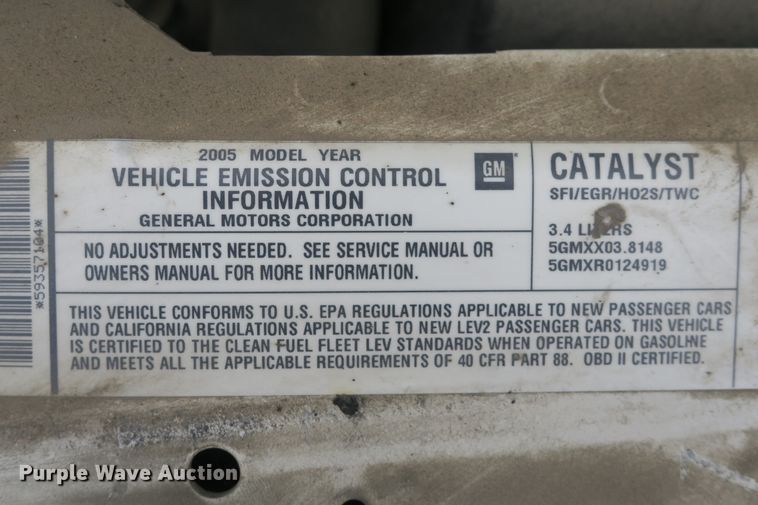 *59357104*
2005 MODEL YEAR
VEHICLE EMISSION CONTROL
INFORMATION
GENERAL MOTORS CORPORATION
GM
NO ADJUSTMENTS NEEDED. SEE SERVICE MANUAL OR
OWNERS MANUAL FOR MORE INFORMATION.
CATALYST
SFI/EGR/HO2S/TWC
3.4 LITERS
5GMXX03.8148
5GMXR0124919
THIS VEHICLE CONFORMS TO U.S. EPA REGULATIONS APPLICABLE TO NEW PASSENGER CARS
AND CALIFORNIA REGULATIONS APPLICABLE TO NEW LEV2 PASSENGER CARS. THIS VEHICLE
IS CERTIFIED TO THE CLEAN FUEL FLEET LEV STANDARDS WHEN OPERATED ON GASOLINE
AND MEETS ALL THE APPLICABLE REQUIREMENTS OF 40 CFR PART 88. OBD II CERTIFIED.
Purple Wave Auction